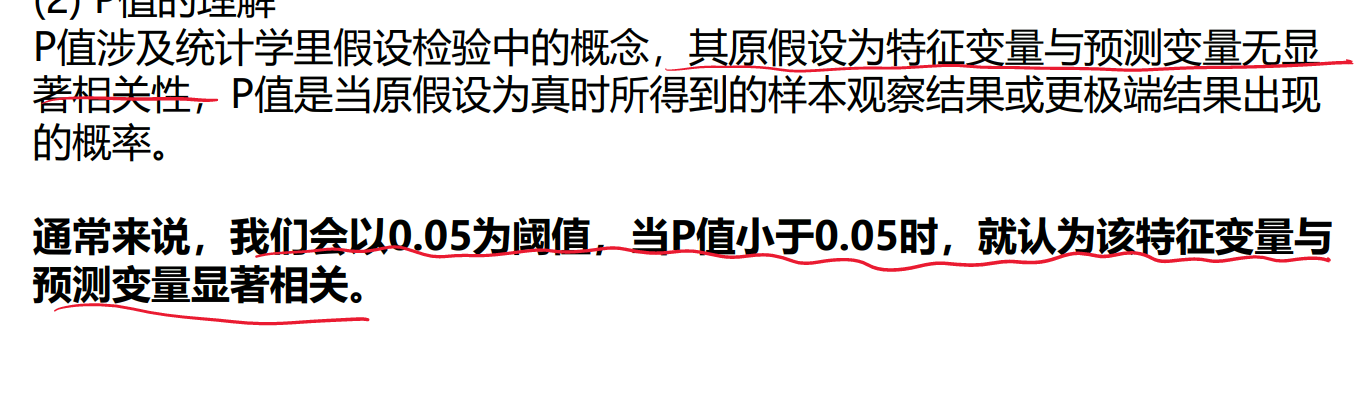 (2) P值的理解
P值涉及统计学里假设检验中的概念，其原假设为特征变量与预测变量无显
著相关性，P值是当原假设为真时所得到的样本观察结果或更极端结果出现
的概率。
通常来说，我们会以0.05为阈值，当P值小于0.05时，就认为该特征变量与
预测变量显著相关。